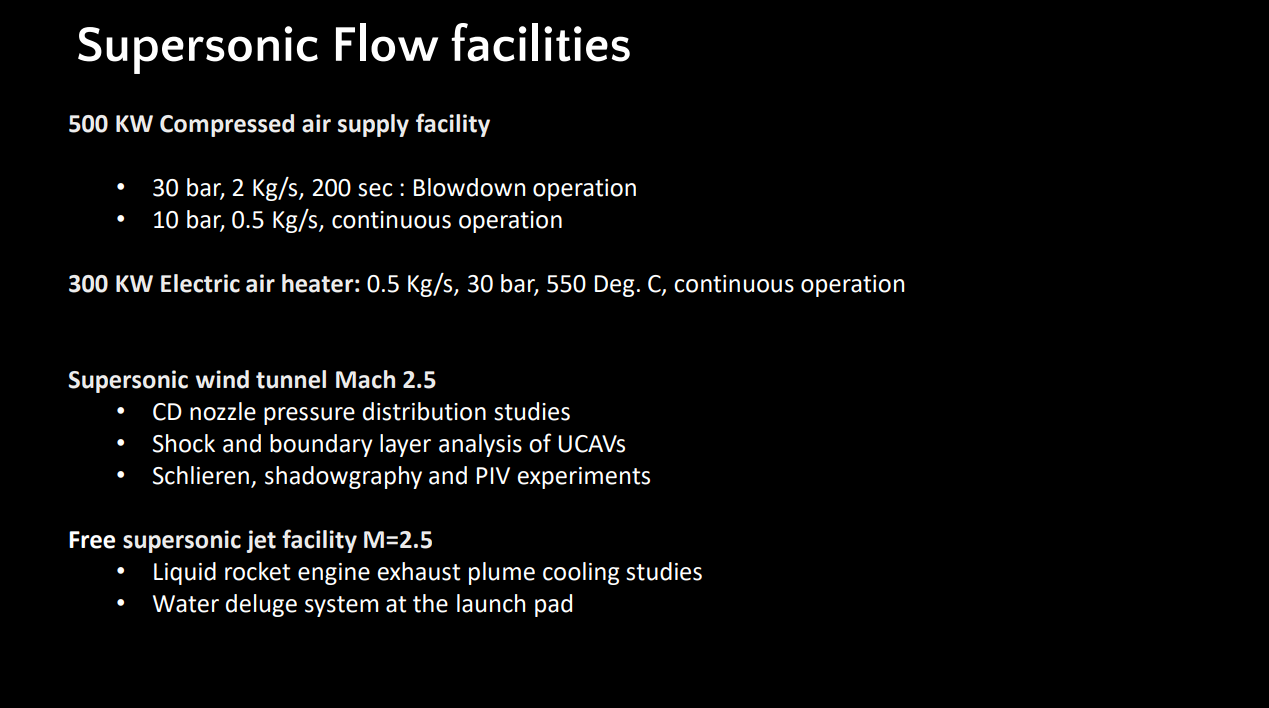 Supersonic Flow facilities
500 KW Compressed air supply facility
• 30 bar, 2 Kg/s, 200 sec : Blowdown operation
• 10 bar, 0.5 Kg/s, continuous operation
300 KW Electric air heater: 0.5 Kg/s, 30 bar, 550 Deg. C, continuous operation
Supersonic wind tunnel Mach 2.5
• CD nozzle pressure distribution studies
• Shock and boundary layer analysis of UCAVs
• Schlieren, shadowgraphy and PIV experiments
Free supersonic jet facility M=2.5
• Liquid rocket engine exhaust plume cooling studies
• Water deluge system at the launch pad